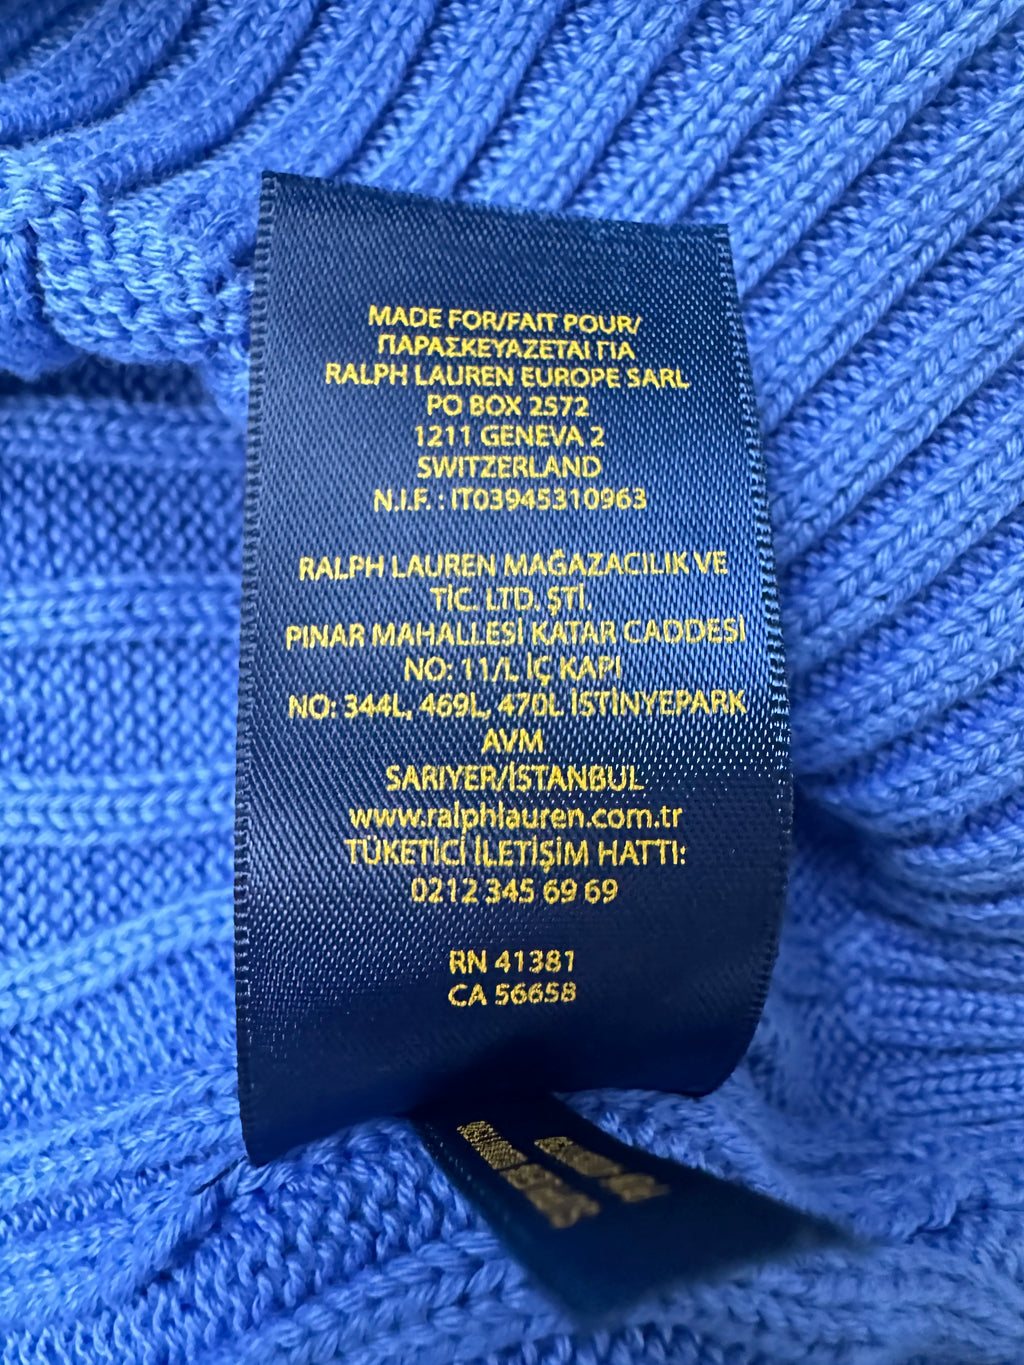 MADE FOR/FAIT POUR/
ΠΑΡΑΣΚΕΥΑΖΕΤΑΙ ΓΙΑ
RALPH LAUREN EUROPE SARL
PO BOX 2572
1211 GENEVA 2
SWITZERLAND
N.I.F. : IT03945310963
RALPH LAUREN MAĞAZACILIK VE
TİC. LTD. ŞTİ.
PINAR MAHALLESİ KATAR CADDESİ
NO: 11/L İÇ KAPI
NO: 344L, 469L, 470L İSTİNYEPARK
AVM
SARIYER/İSTANBUL
www.ralphlauren.com.tr
TÜKETİCİ İLETİŞİM HATTI:
0212 345 69 69
RN 41381
CA 56658